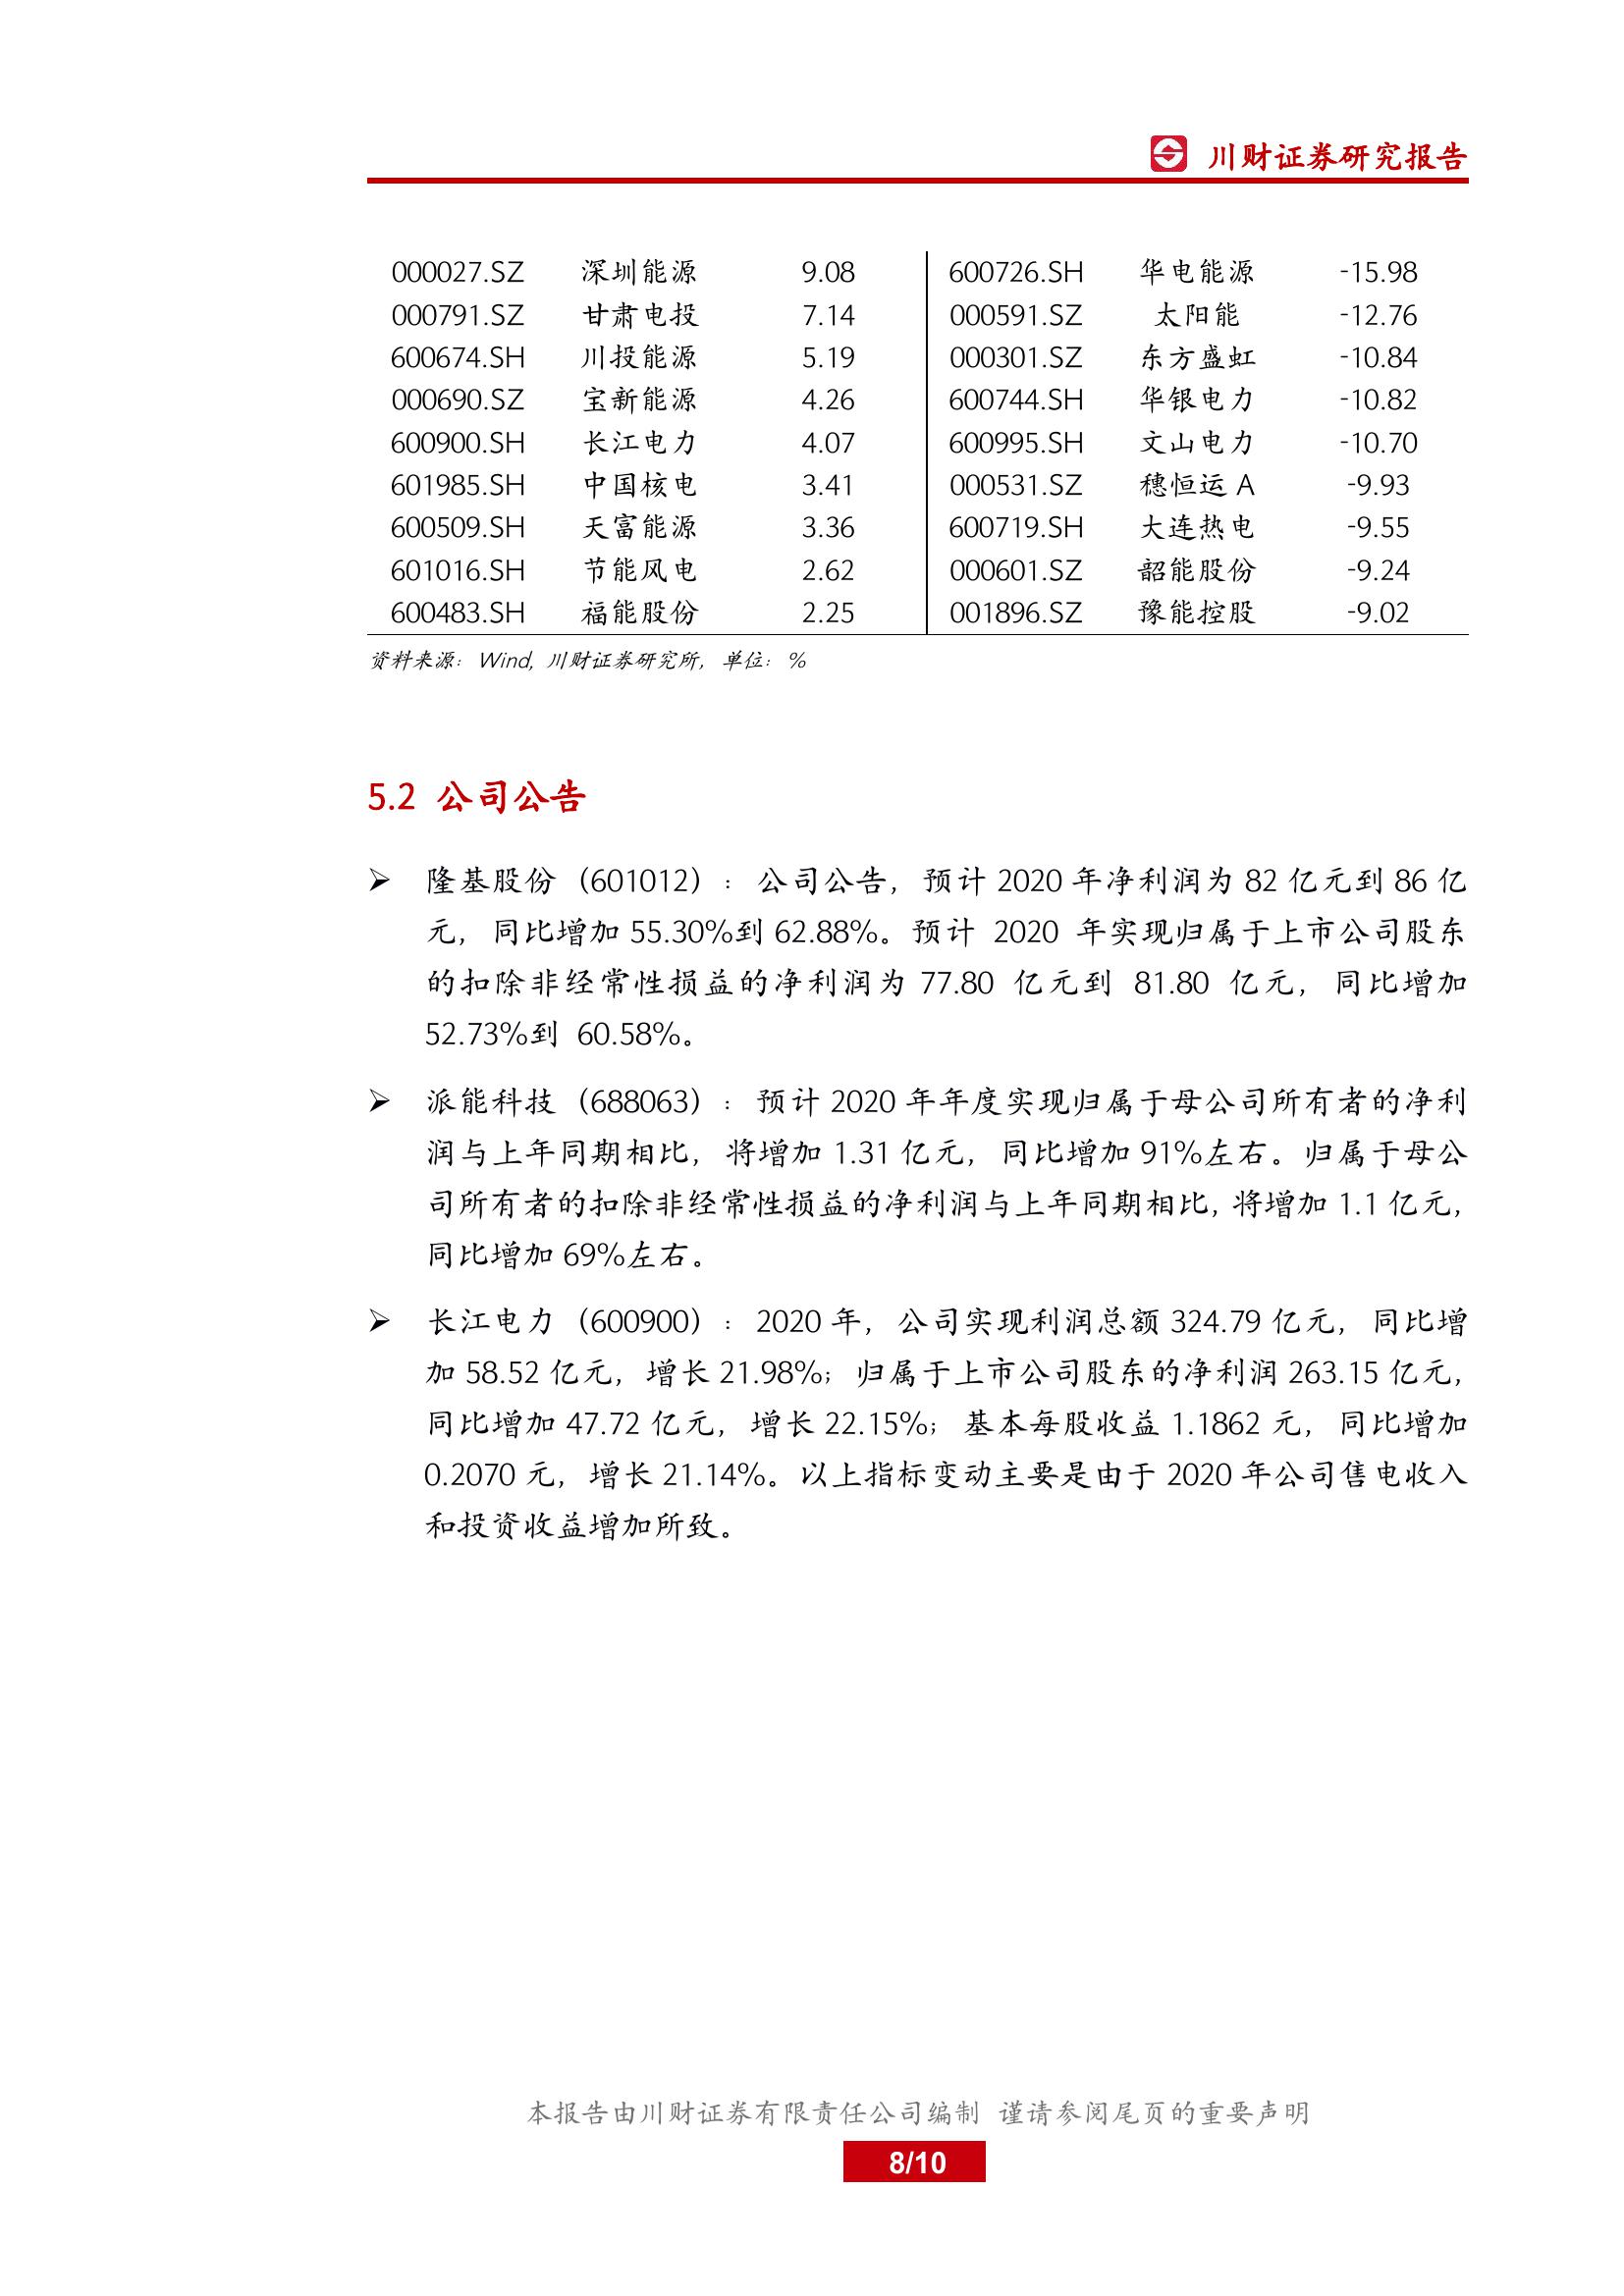 川财证券研究报告
000027.SZ 深圳能源 9.08 600726.SH 华电能源 -15.98
000791.SZ 甘肃电投 7.14 000591.SZ 太阳能 -12.76
600674.SH 川投能源 5.19 000301.SZ 东方盛虹 -10.84
000690.SZ 宝新能源 4.26 600744.SH 华银电力 -10.82
600900.SH 长江电力 4.07 600995.SH 文山电力 -10.70
601985.SH 中国核电 3.41 000531.SZ 穗恒运 A -9.93
600509.SH 天富能源 3.36 600719.SH 大连热电 -9.55
601016.SH 节能风电 2.62 000601.SZ 韶能股份 -9.24
600483.SH 福能股份 2.25 001896.SZ 豫能控股 -9.02
资料来源：Wind, 川财证券研究所，单位：%
5.2 公司公告
➢ 隆基股份（601012）：公司公告，预计 2020 年净利润为 82 亿元到 86 亿
元，同比增加 55.30%到 62.88%。预计 2020 年实现归属于上市公司股东
的扣除非经常性损益的净利润为 77.80 亿元到 81.80 亿元，同比增加
52.73%到 60.58%。
➢ 派能科技（688063）：预计 2020 年年度实现归属于母公司所有者的净利
润与上年同期相比，将增加 1.31 亿元，同比增加 91%左右。归属于母公
司所有者的扣除非经常性损益的净利润与上年同期相比，将增加 1.1 亿元，
同比增加 69%左右。
➢ 长江电力（600900）：2020 年，公司实现利润总额 324.79 亿元，同比增
加 58.52 亿元，增长 21.98%；归属于上市公司股东的净利润 263.15 亿元，
同比增加 47.72 亿元，增长 22.15%；基本每股收益 1.1862 元，同比增加
0.2070 元，增长 21.14%。以上指标变动主要是由于 2020 年公司售电收入
和投资收益增加所致。
本报告由川财证券有限责任公司编制 谨请参阅尾页的重要声明
8/10